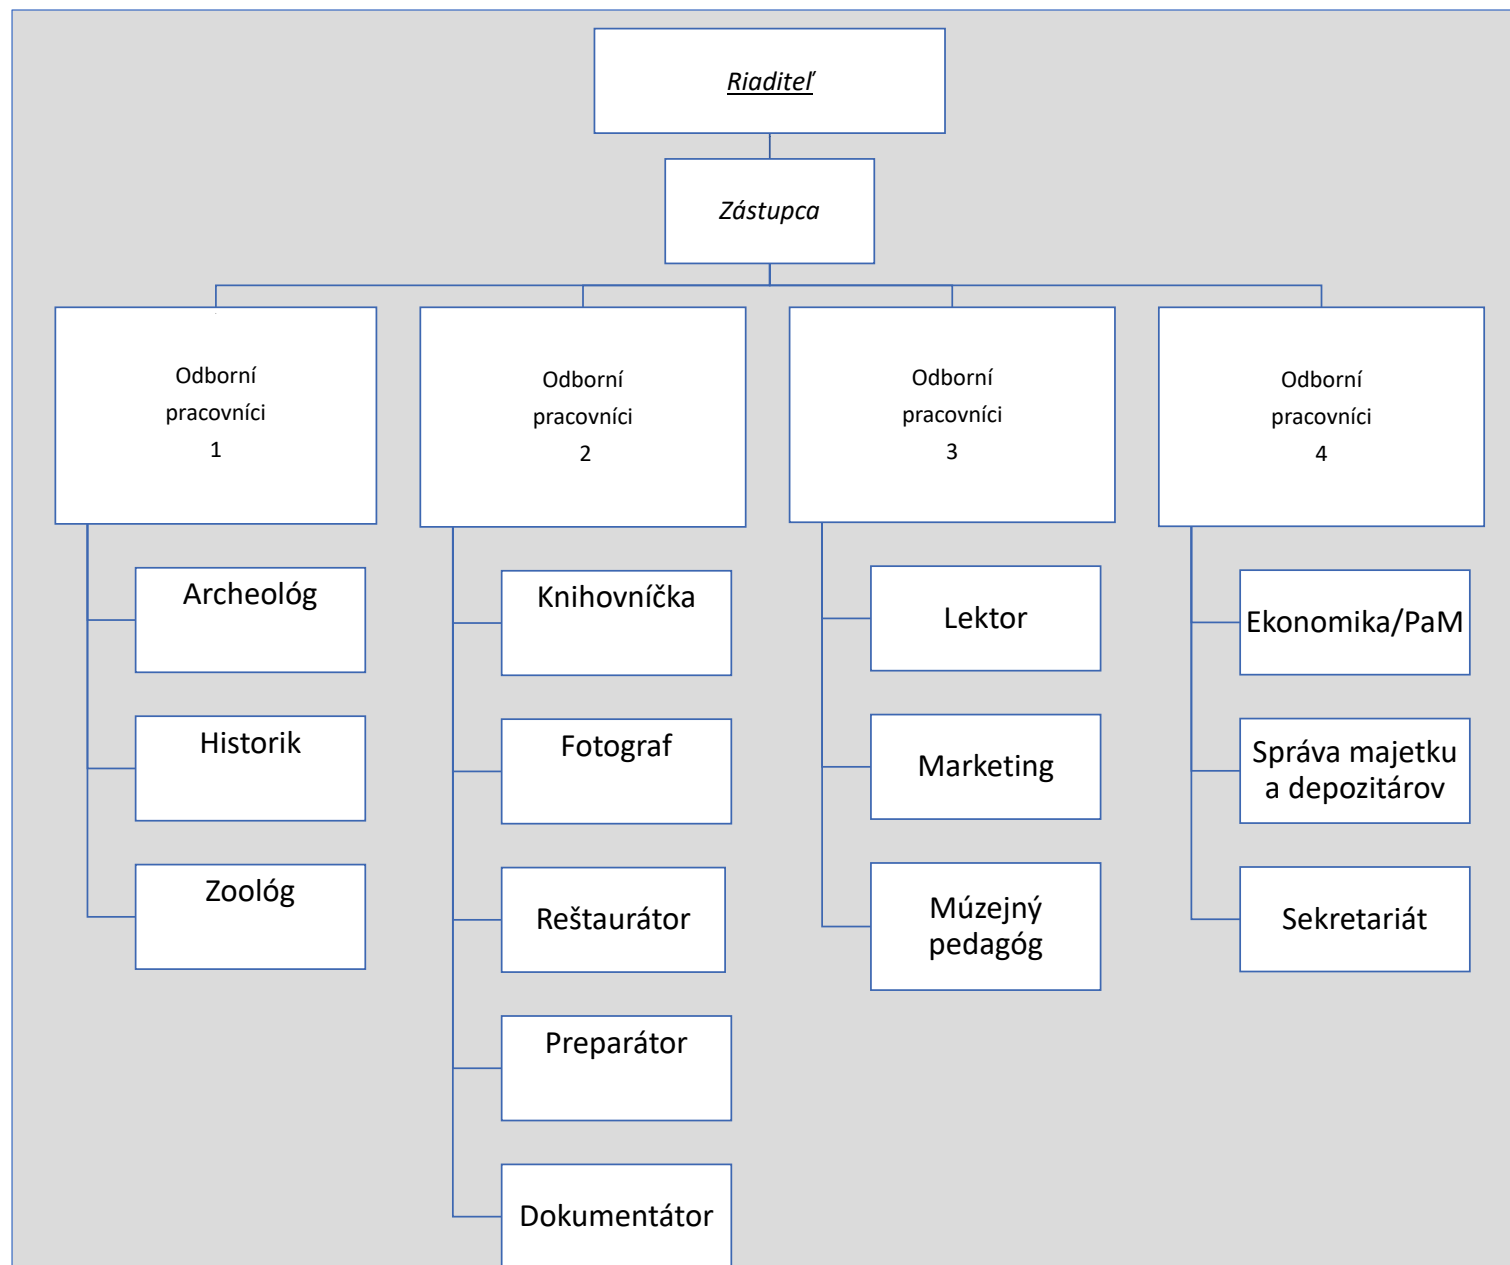 Riaditeľ
Zástupca
Odborní
pracovníci
1
Odborní
pracovníci
2
Odborní
pracovníci
3
Odborní
pracovníci
4
Archeológ
Historik
Zoológ
Knihovníčka
Fotograf
Reštaurátor
Preparátor
Dokumentátor
Lektor
Marketing
Múzejný
pedagóg
Ekonomika/PaM
Správa majetku
a depozitárov
Sekretariát